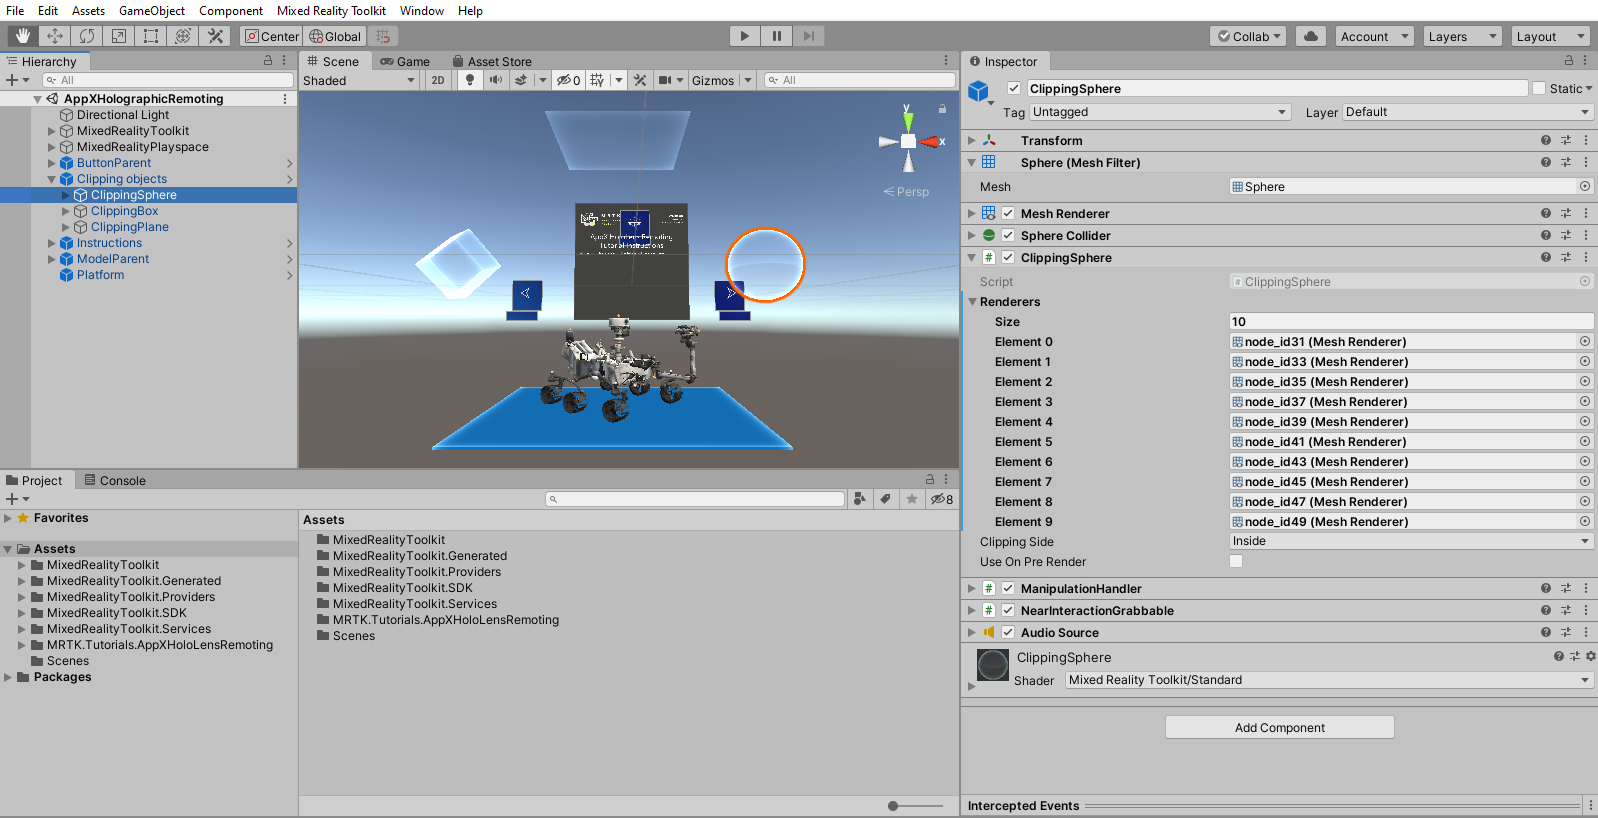 File Edit Assets GameObject Component Mixed Reality Toolkit Window Help
Center Global Collab Account Layers Layout
Hierarchy
All
AppXHolographicRemoting
Directional Light
MixedRealityToolkit
MixedRealityPlayspace
ButtonParent
Clipping objects
ClippingSphere
ClippingBox
ClippingPlane
Instructions
ModelParent
Platform
Scene Game Asset Store
Shaded 2D 0 Gizmos All
y
x
Persp
Tutorial Instructions
Inspector
ClippingSphere Static
Tag Untagged Layer Default
Transform
Sphere (Mesh Filter)
Mesh Sphere
Mesh Renderer
Sphere Collider
# ClippingSphere
Script # ClippingSphere
Renderers
Size 10
Element 0 node_id31 (Mesh Renderer)
Element 1 node_id33 (Mesh Renderer)
Element 2 node_id35 (Mesh Renderer)
Element 3 node_id37 (Mesh Renderer)
Element 4 node_id39 (Mesh Renderer)
Element 5 node_id41 (Mesh Renderer)
Element 6 node_id43 (Mesh Renderer)
Element 7 node_id45 (Mesh Renderer)
Element 8 node_id47 (Mesh Renderer)
Element 9 node_id49 (Mesh Renderer)
Clipping Side Inside
Use On Pre Render
# ManipulationHandler
# NearInteractionGrabbable
Audio Source
ClippingSphere
Shader Mixed Reality Toolkit/Standard
Add Component
Intercepted Events
Project Console
8
Favorites
Assets
MixedRealityToolkit
MixedRealityToolkit.Generated
MixedRealityToolkit.Providers
MixedRealityToolkit.SDK
MixedRealityToolkit.Services
MRTK.Tutorials.AppXHoloLensRemoting
Scenes
Packages
Assets
MixedRealityToolkit
MixedRealityToolkit.Generated
MixedRealityToolkit.Providers
MixedRealityToolkit.SDK
MixedRealityToolkit.Services
MRTK.Tutorials.AppXHoloLensRemoting
Scenes